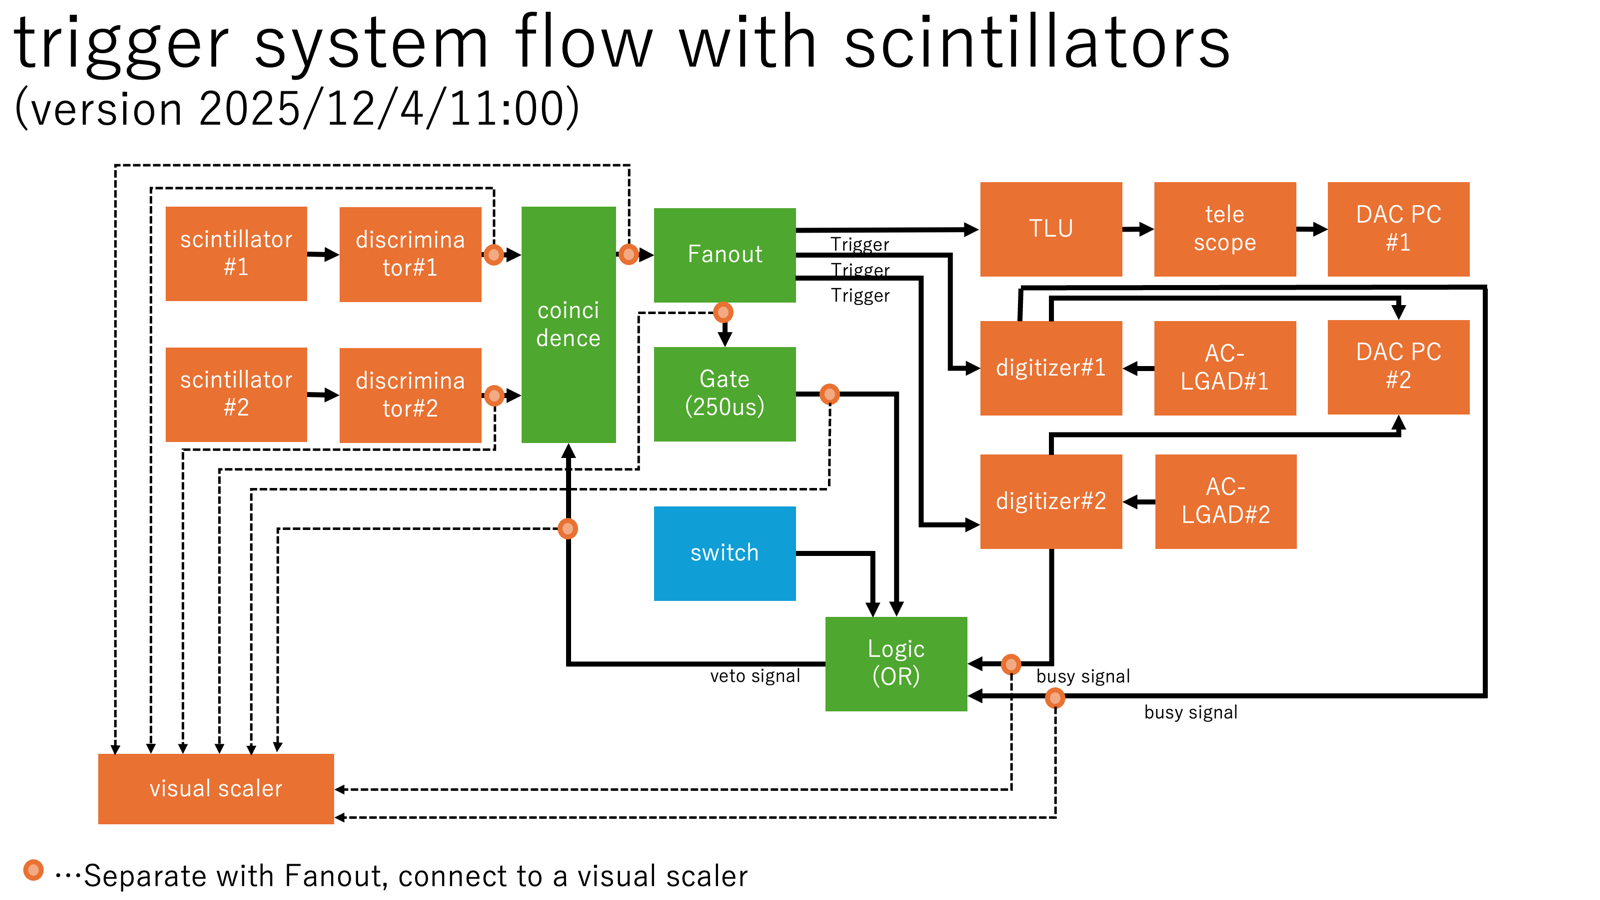 trigger system flow with scintillators
(version 2025/12/4/11:00)
scintillator
#1
discrimina
tor#1
scintillator
#2
discrimina
tor#2
coinci
dence
Fanout
Gate
(250us)
switch
Logic
(OR)
Trigger
Trigger
Trigger
TLU
tele
scope
DAC PC
#1
digitizer#1
AC-
LGAD#1
DAC PC
#2
digitizer#2
AC-
LGAD#2
veto signal
busy signal
busy signal
visual scaler
…Separate with Fanout, connect to a visual scaler